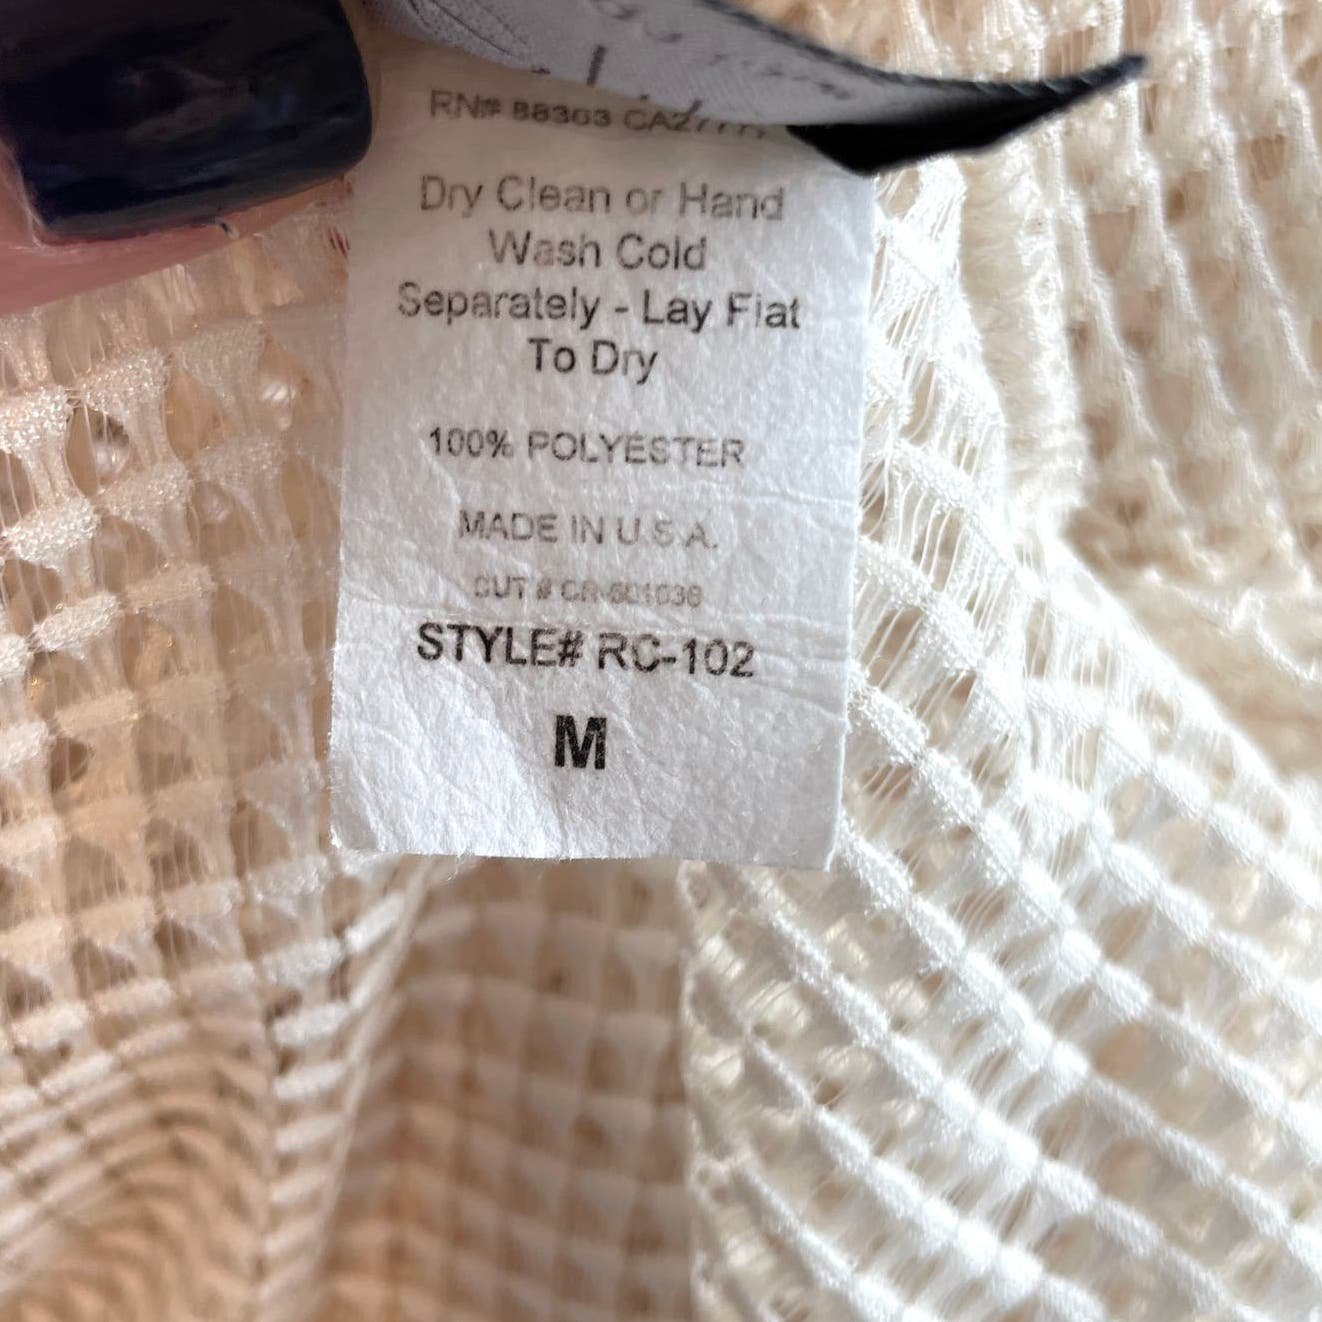 RN# 88303
Dry Clean or Hand
Wash Cold
Separately - Lay Flat
To Dry
100% POLYESTER
MADE IN U.S.A.
CUT #
STYLE# RC-102
M